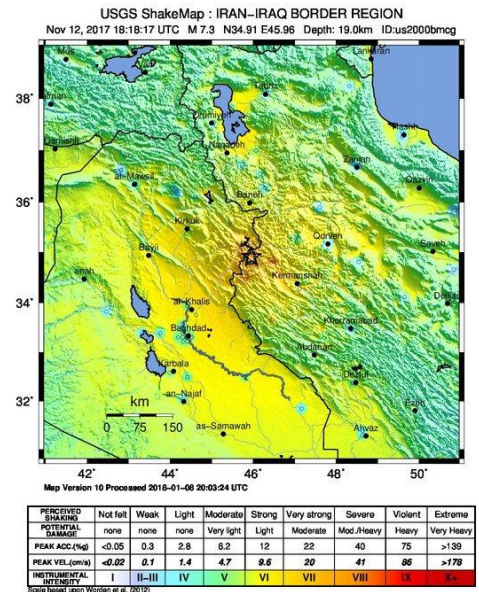 USGS ShakeMap : IRAN-IRAQ BORDER REGION
Nov 12, 2017 18:18:17 UTC M 7.3 N34.91 E45.96 Depth: 19.0km ID:us2000bmcg
Mus
Lankaran
38°
Tabriz
Urumiyeh
Rasht
Qamishli
Naqadeh
al-Mawsil
Zanjan
Qazvin
36°
Baneh
Kirkuk
Bayji
Qorveh
Saveh
anah
Kermanshah
34°
al-Khalis
Baghdad
Khorramabad
Abdanan
Karbala
Dezful
32°
an-Najaf
Izeh
km
as-Samawah
Ahvaz
0 75 150
42° 44° 46° 48° 50°
Map Version 10 Processed 2018-01-08 20:03:24 UTC
PERCEIVED SHAKING Not felt Weak Light Moderate Strong Very strong Severe Violent Extreme
POTENTIAL DAMAGE none none none Very light Light Moderate Mod./Heavy Heavy Very Heavy
PEAK ACC.(%g) <0.05 0.3 2.8 6.2 12 22 40 75 >139
PEAK VEL.(cm/s) <0.02 0.1 1.4 4.7 9.6 20 41 86 >178
INSTRUMENTAL INTENSITY I II-III IV V VI VII VIII IX X+
Scale based upon Worden et al. (2012)